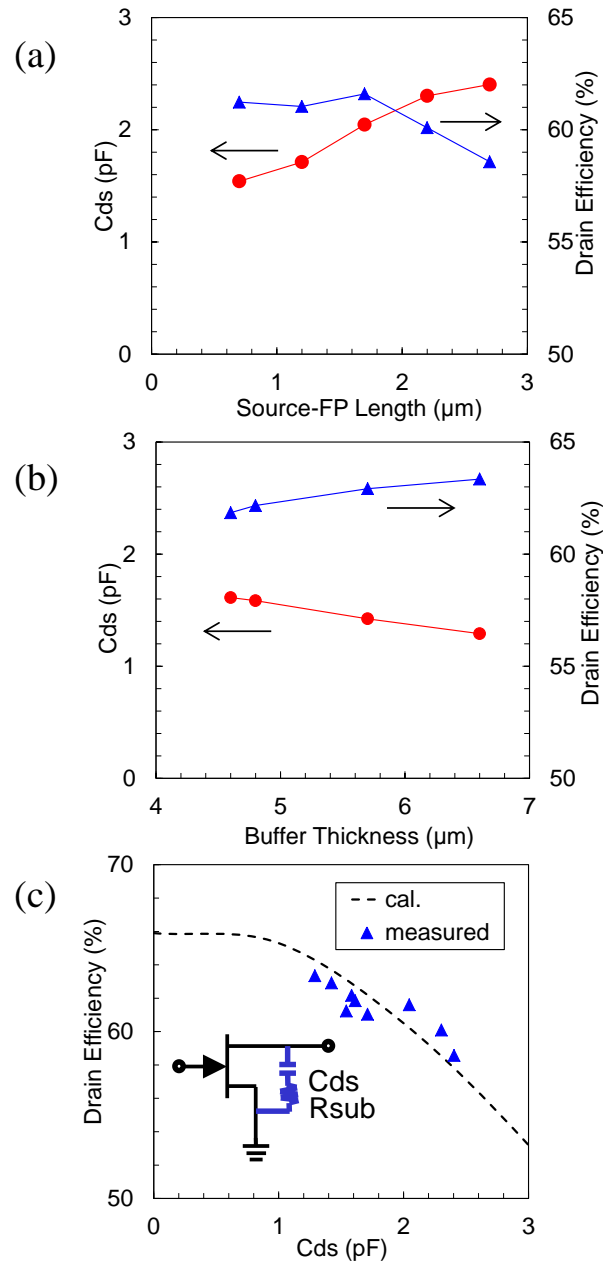 (a)
65
3
2
60
Cds (pF)
Drain Efficiency (%)
1
55
0
50
0 1 2 3
Source-FP Length (µm)
(b)
3
65
2
60
Cds (pF)
Drain Efficiency (%)
1
55
0
50
4 5 6 7
Buffer Thickness (µm)
(c)
70
cal.
measured
Drain Efficiency (%)
60
Cds
Rsub
50
0 1 2 3
Cds (pF)